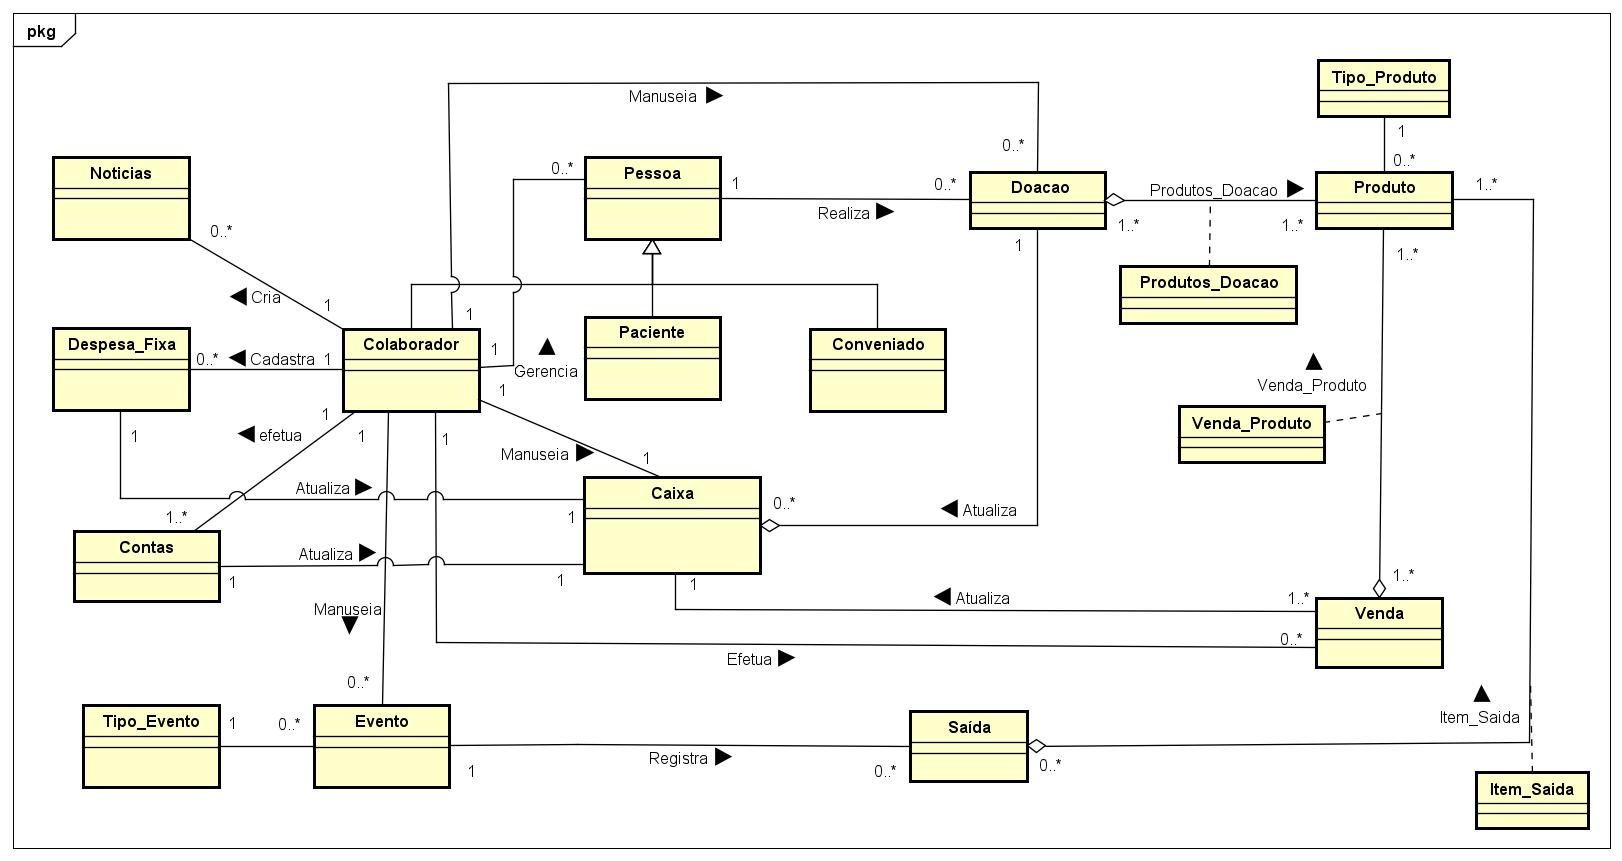 pkg
Tipo_Produto
Manuseia
1
0..*
0..*
Noticias
0..*
Pessoa
1
0..*
Doacao
Produtos_Doacao
Produto
1..*
Realiza
1..*
1..*
0..*
1
1..*
Cria
1
1
Produtos_Doacao
Paciente
Despesa_Fixa
0..*
Cadastra
1
Colaborador
1
Conveniado
Gerencia
Venda_Produto
1
1
efetua
1
1
1
Venda_Produto
Manuseia
1
Atualiza
Caixa
0..*
1..*
1
Atualiza
Contas
Atualiza
1
1
1
1..*
Manuseia
Atualiza
1..*
Venda
0..*
Efetua
0..*
Tipo_Evento
1
0..*
Evento
Saída
Item_Saida
Registra
1
0..*
0..*
Item_Saida